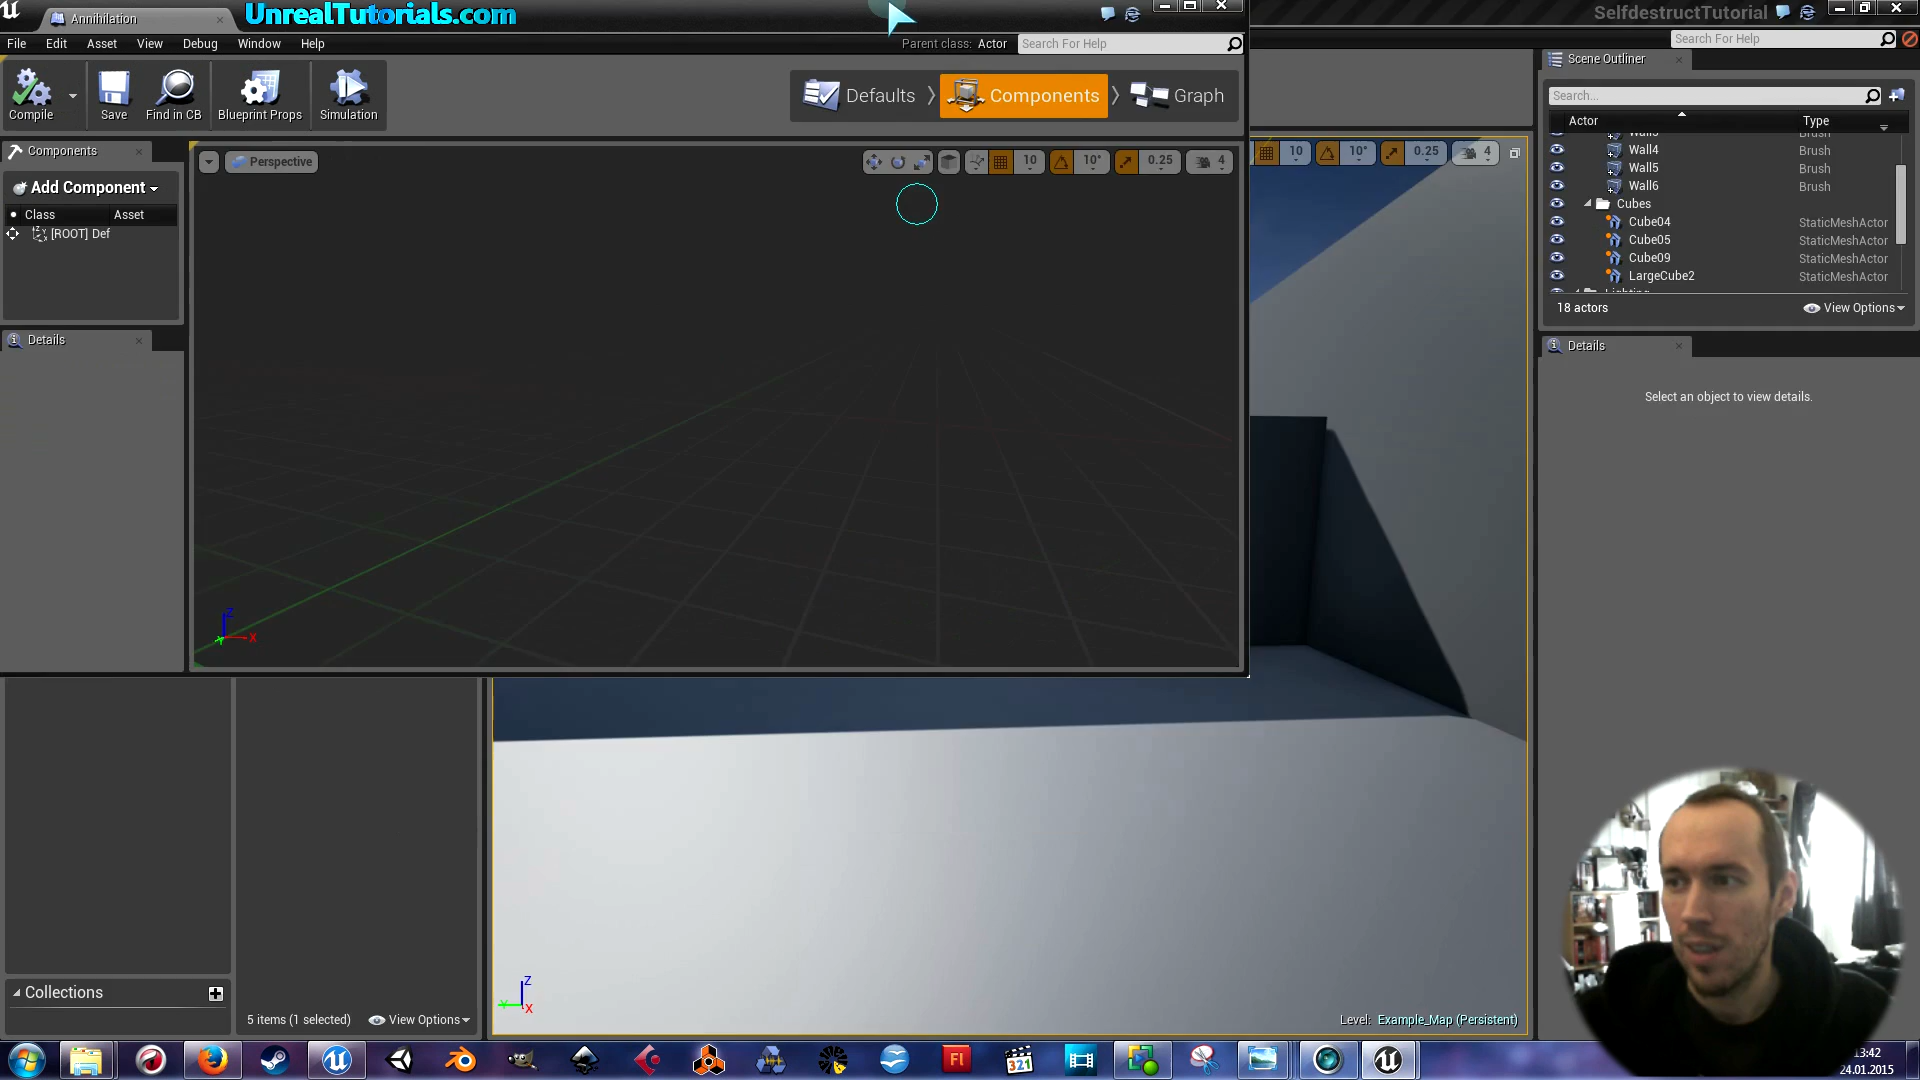 Annihilation
UnrealTutorials.com
SelfdestructTutorial
File Edit Asset View Debug Window Help
Parent class: Actor
Search For Help
Search For Help
Compile
Save
Find in CB
Blueprint Props
Simulation
Defaults
Components
Graph
Scene Outliner
Search...
Actor Type
Wall4 Brush
Wall5 Brush
Wall6 Brush
Cubes
Cube04 StaticMeshActor
Cube05 StaticMeshActor
Cube09 StaticMeshActor
LargeCube2 StaticMeshActor
18 actors
View Options
Components
Add Component
Class Asset
[ROOT] Def
Details
Perspective
10 10° 0.25 4
10 10° 0.25 4
Details
Select an object to view details.
Z
X
Y
Collections
5 items (1 selected)
View Options
Z
Y
X
Level: Example_Map (Persistent)
Fl
321
13:42
24.01.2015